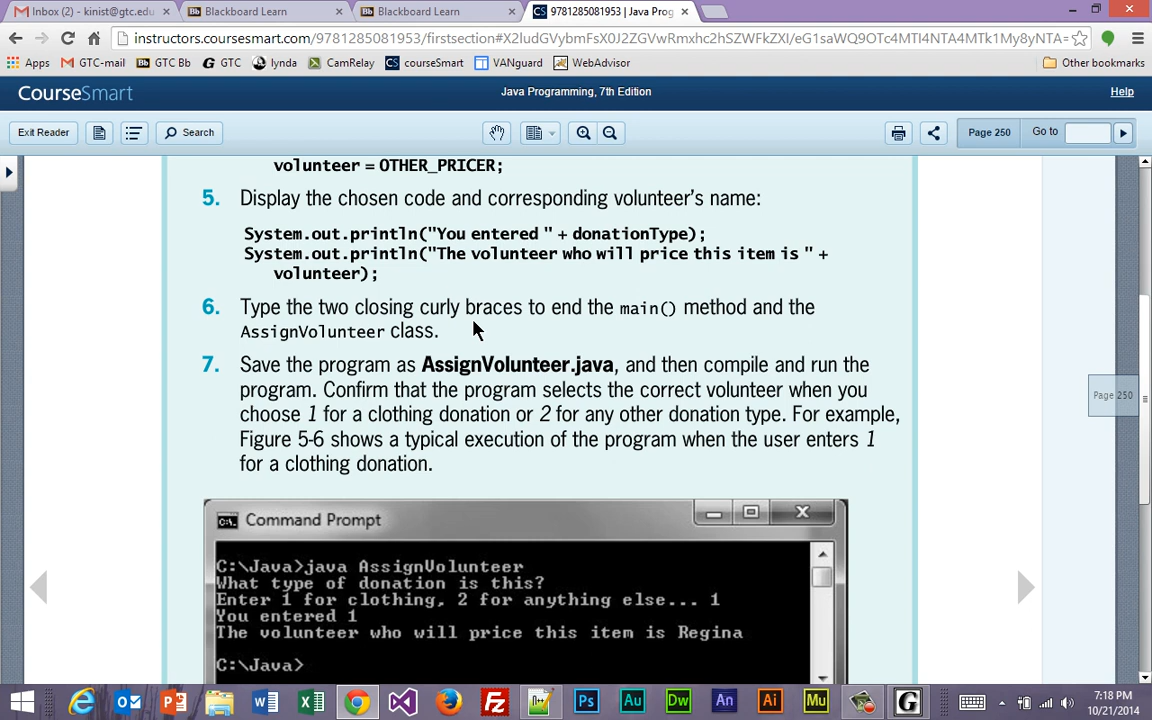 Inbox (2) - kinist@gtc.edu
Blackboard Learn
Blackboard Learn
9781285081953 | Java Prog
instructors.coursesmart.com/9781285081953/firstsection#
Apps
GTC-mail
GTC Bb
GTC
lynda
CamRelay
courseSmart
VANguard
WebAdvisor
Other bookmarks
CourseSmart
Java Programming, 7th Edition
Help
Exit Reader
Search
Page 250
Go to
volunteer = OTHER_PRICER;
5. Display the chosen code and corresponding volunteer's name:
System.out.println("You entered " + donationType);
System.out.println("The volunteer who will price this item is " +
volunteer);
6. Type the two closing curly braces to end the main() method and the
AssignVolunteer class.
7. Save the program as AssignVolunteer.java, and then compile and run the
program. Confirm that the program selects the correct volunteer when you
choose 1 for a clothing donation or 2 for any other donation type. For example,
Figure 5-6 shows a typical execution of the program when the user enters 1
for a clothing donation.
Page 250
Command Prompt
C:\Java>java AssignVolunteer
What type of donation is this?
Enter 1 for clothing, 2 for anything else... 1
You entered 1
The volunteer who will price this item is Regina
C:\Java>
7:18 PM
10/21/2014